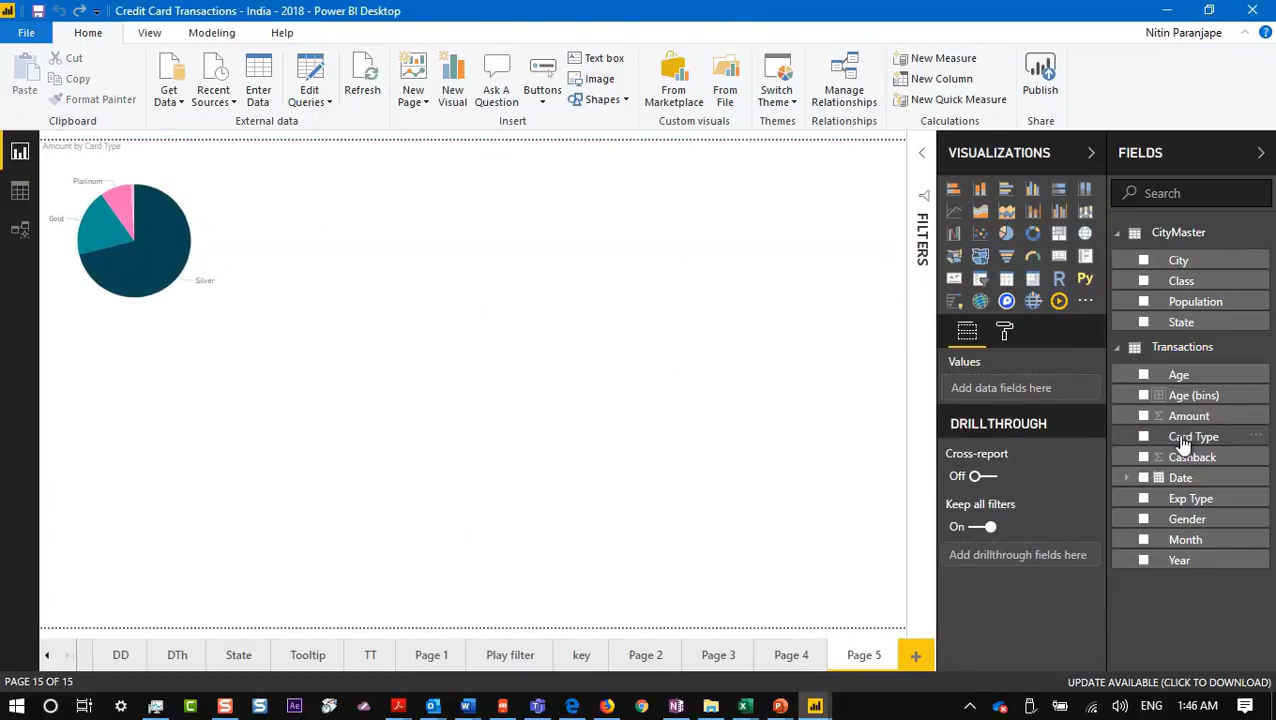 Credit Card Transactions - India - 2018 - Power BI Desktop
File
Home
View
Modeling
Help
Nitin Paranjape
Paste
Cut
Copy
Format Painter
Clipboard
Get Data
Recent Sources
Enter Data
Edit Queries
Refresh
External data
New Page
New Visual
Ask A Question
Buttons
Text box
Image
Shapes
Insert
From Marketplace
From File
Custom visuals
Switch Theme
Themes
Manage Relationships
Relationships
New Measure
New Column
New Quick Measure
Calculations
Publish
Share
Amount by Card Type
Platinum
Gold
Silver
FILTERS
VISUALIZATIONS
R
Py
Values
Add data fields here
DRILLTHROUGH
Cross-report
Off
Keep all filters
On
Add drillthrough fields here
FIELDS
Search
CityMaster
City
Class
Population
State
Transactions
Age
Age (bins)
Amount
Card Type
Cashback
Date
Exp Type
Gender
Month
Year
DD
DTh
State
Tooltip
TT
Page 1
Play filter
key
Page 2
Page 3
Page 4
Page 5
PAGE 15 OF 15
UPDATE AVAILABLE (CLICK TO DOWNLOAD)
ENG
1:46 AM